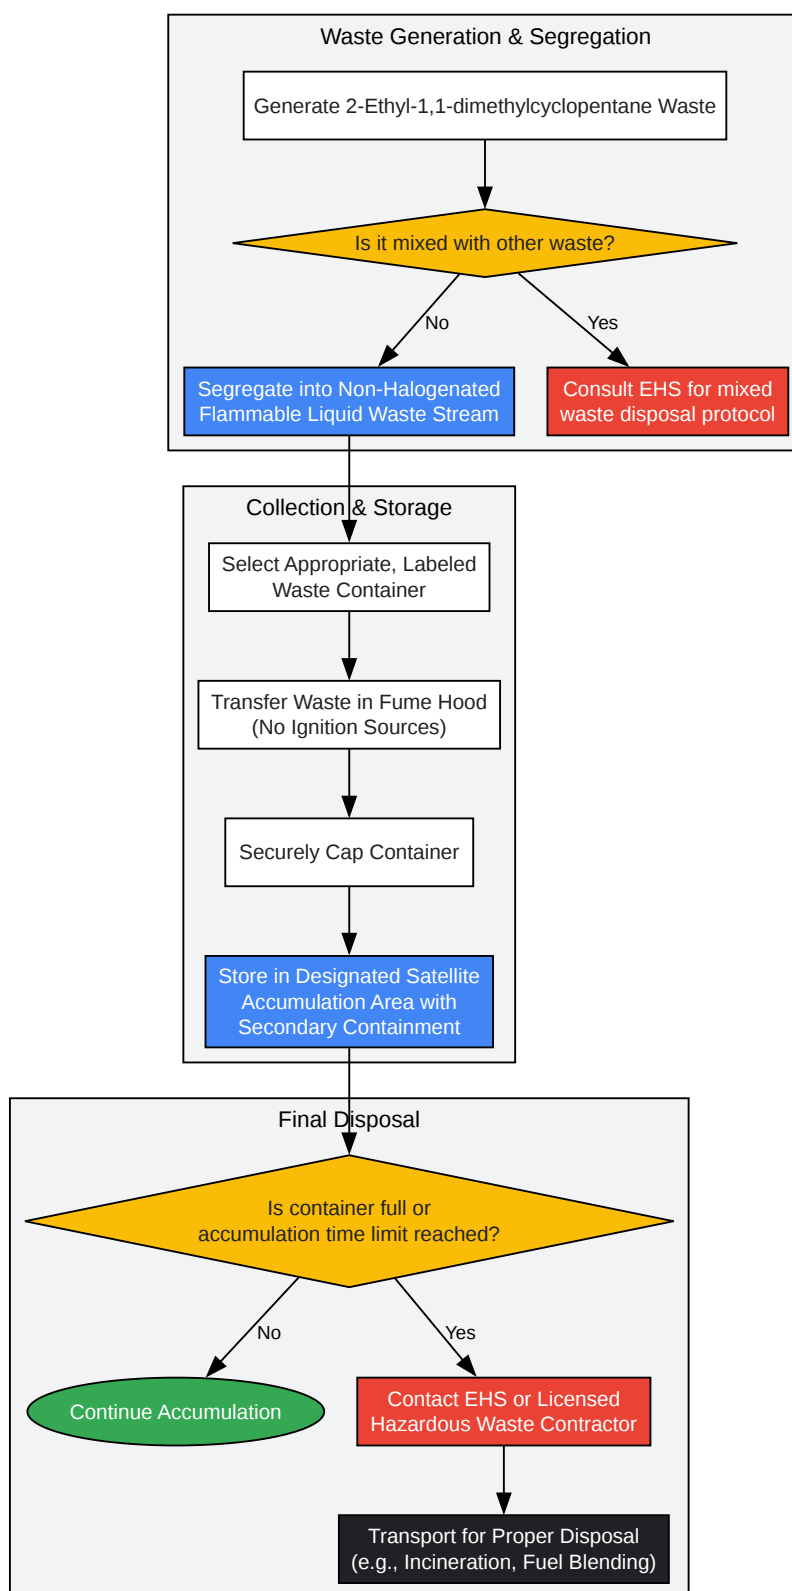 Waste Generation & Segregation
Generate 2-Ethyl-1,1-dimethylcyclopentane Waste
Is it mixed with other waste?
No
Yes
Segregate into Non-Halogenated
Flammable Liquid Waste Stream
Consult EHS for mixed
waste disposal protocol
Collection & Storage
Select Appropriate, Labeled
Waste Container
Transfer Waste in Fume Hood
(No Ignition Sources)
Securely Cap Container
Store in Designated Satellite
Accumulation Area with
Secondary Containment
Final Disposal
Is container full or
accumulation time limit reached?
No
Yes
Continue Accumulation
Contact EHS or Licensed
Hazardous Waste Contractor
Transport for Proper Disposal
(e.g., Incineration, Fuel Blending)